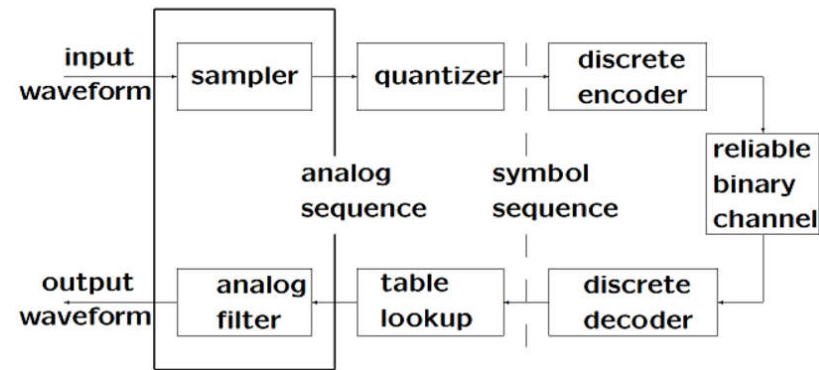 input
waveform
sampler
quantizer
discrete
encoder
reliable
binary
channel
analog
sequence
symbol
sequence
output
waveform
analog
filter
table
lookup
discrete
decoder